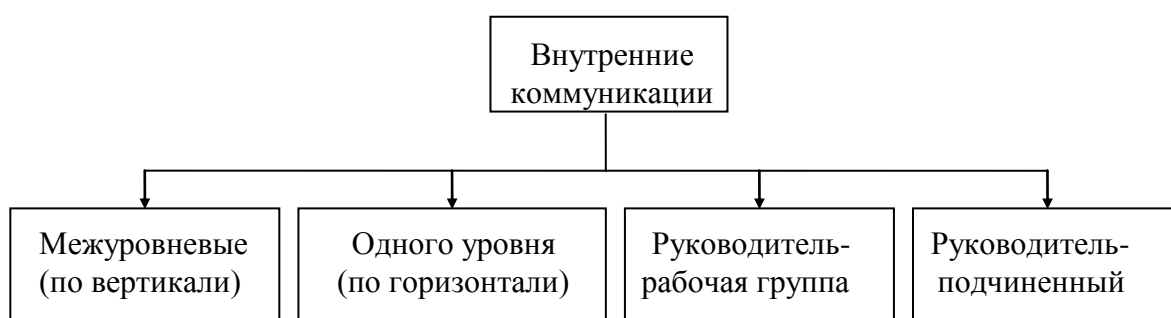 Внутренние
коммуникации
Межуровневые
(по вертикали)
Одного уровня
(по горизонтали)
Руководитель-
рабочая группа
Руководитель-
подчиненный